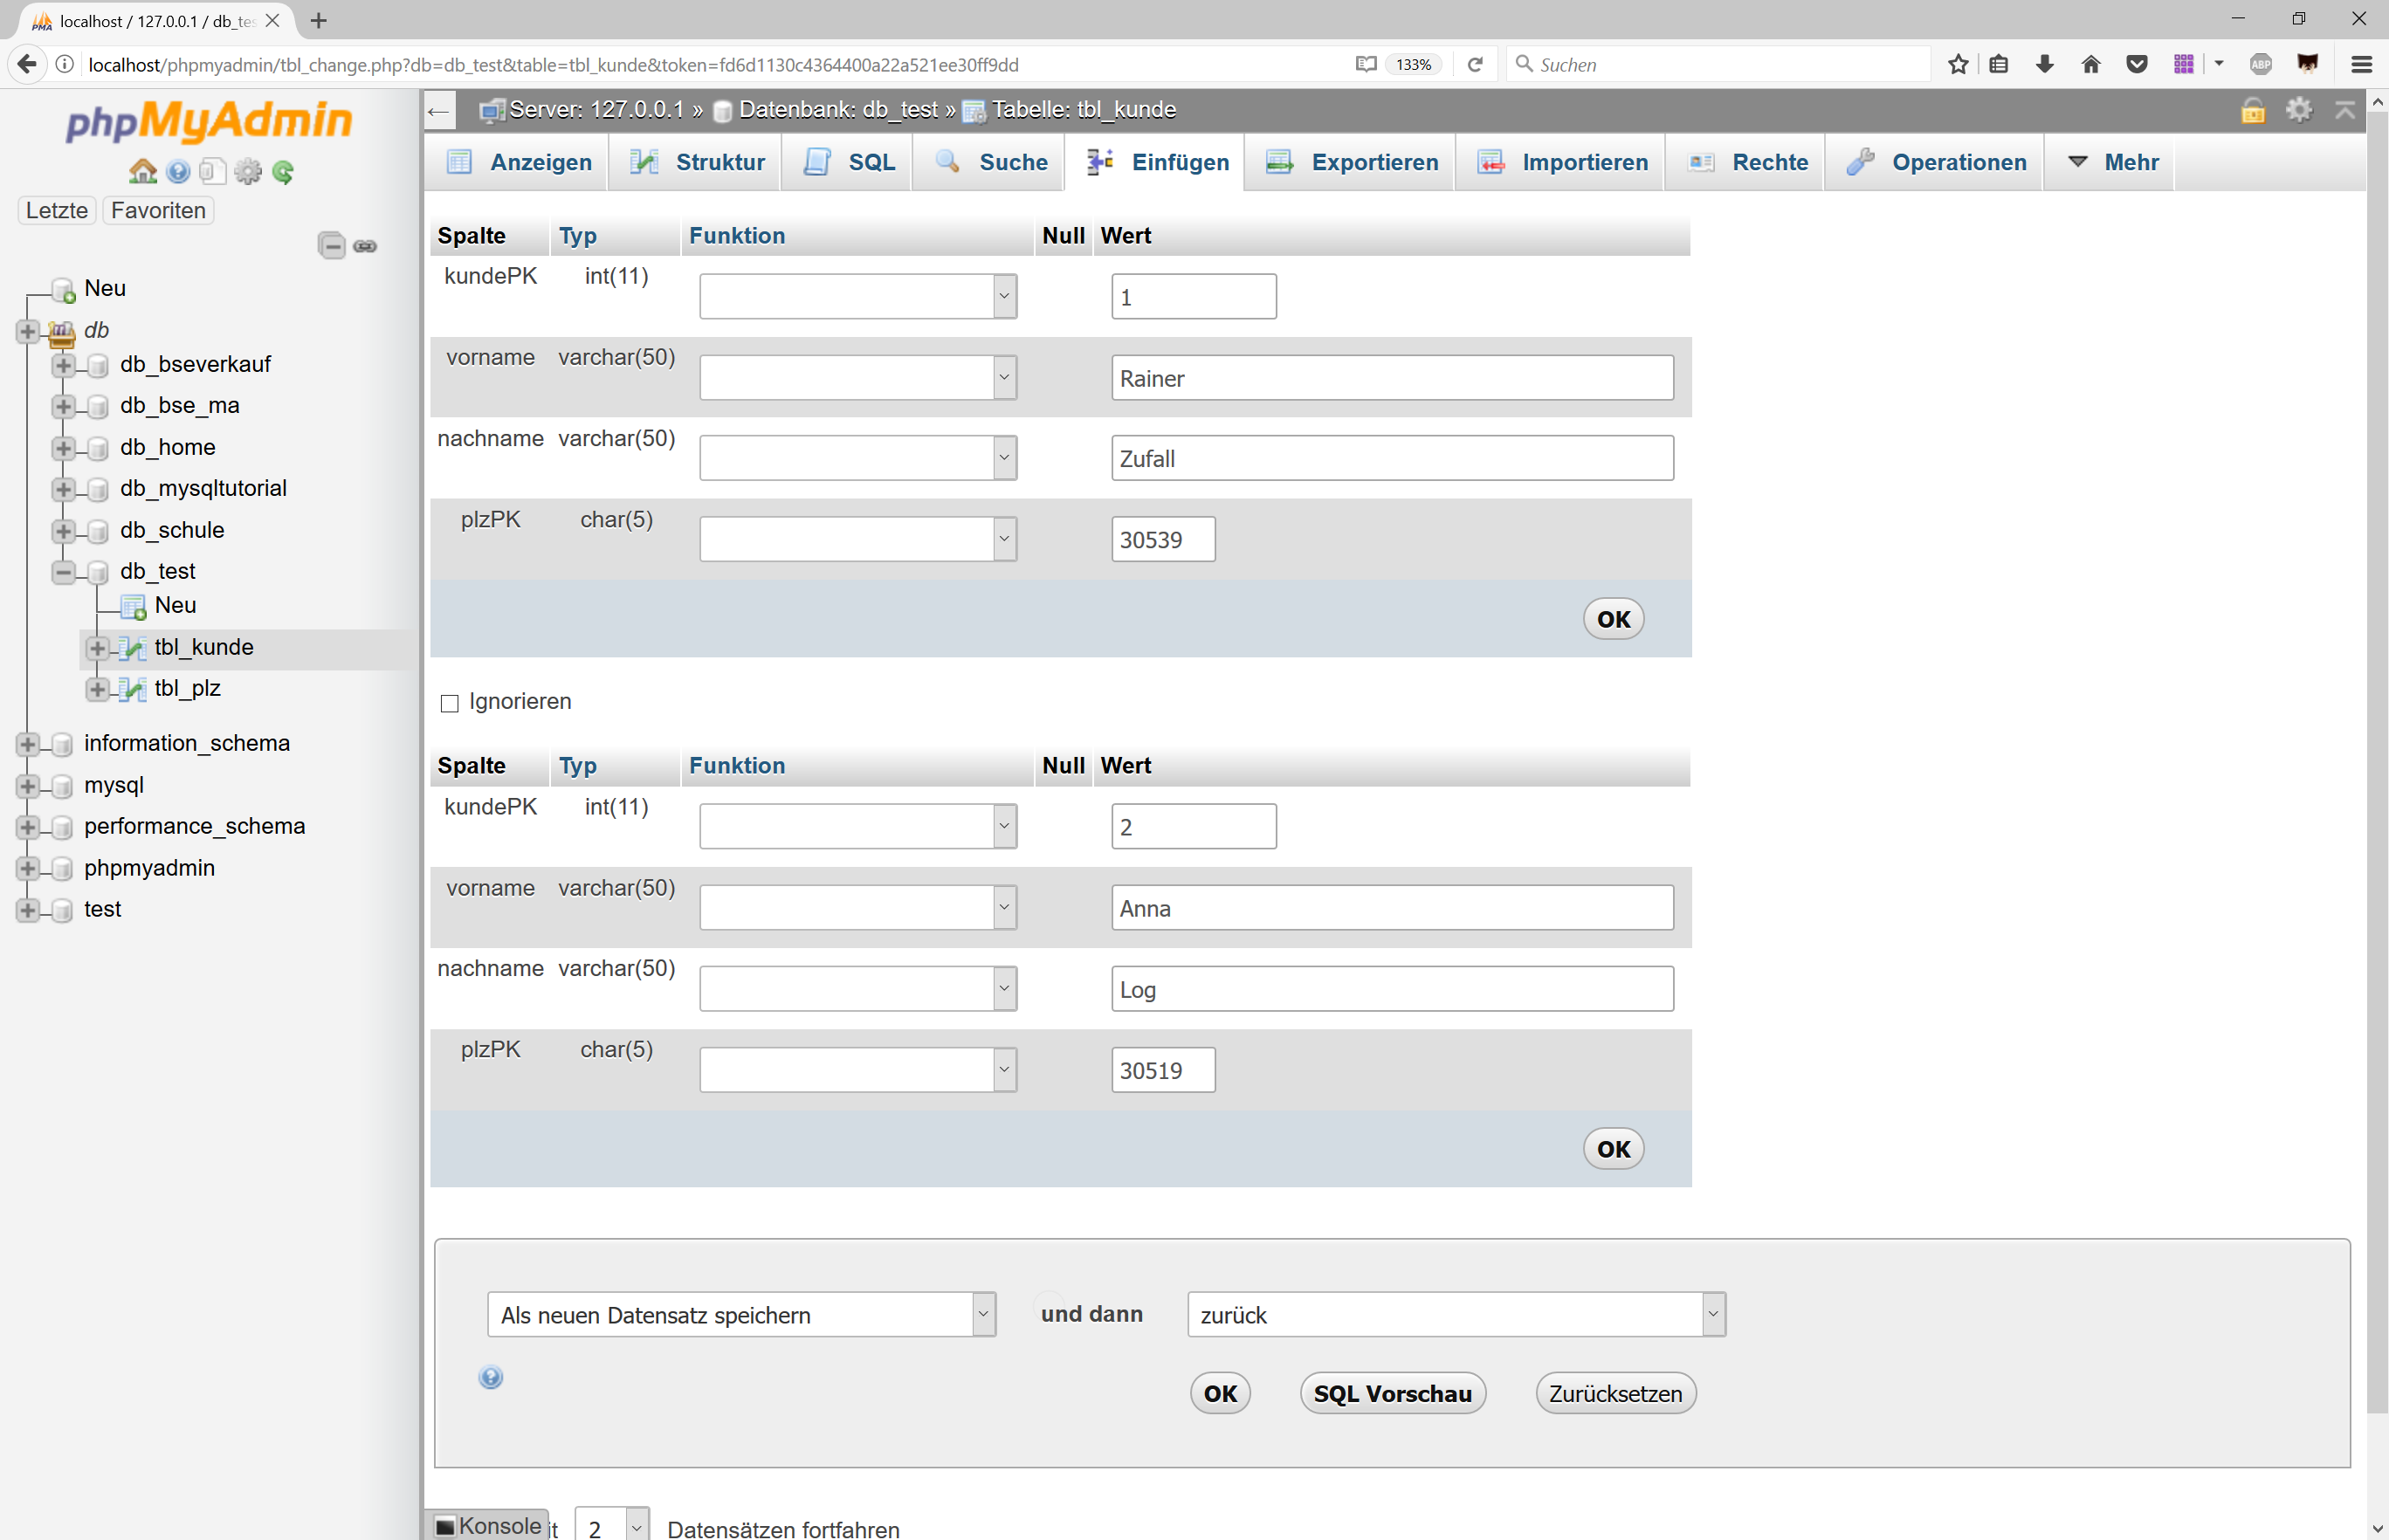 localhost / 127.0.0.1 / db_te
localhost/phpmyadmin/tbl_change.php?db=db_test&table=tbl_kunde&token=fd6d1130c4364400a22a521ee30ff9dd
133%
Suchen
ABP
phpMyAdmin
Letzte Favoriten
Neu
db
db_bseverkauf
db_bse_ma
db_home
db_mysqltutorial
db_schule
db_test
Neu
tbl_kunde
tbl_plz
information_schema
mysql
performance_schema
phpmyadmin
test
Server: 127.0.0.1 » Datenbank: db_test » Tabelle: tbl_kunde
Anzeigen Struktur SQL Suche Einfügen Exportieren Importieren Rechte Operationen Mehr
Spalte Typ Funktion Null Wert
kundePK int(11) 1
vorname varchar(50) Rainer
nachname varchar(50) Zufall
plzPK char(5) 30539
OK
Ignorieren
Spalte Typ Funktion Null Wert
kundePK int(11) 2
vorname varchar(50) Anna
nachname varchar(50) Log
plzPK char(5) 30519
OK
Als neuen Datensatz speichern und dann zurück
OK SQL Vorschau Zurücksetzen
Konsole it 2 Datensätzen fortfahren